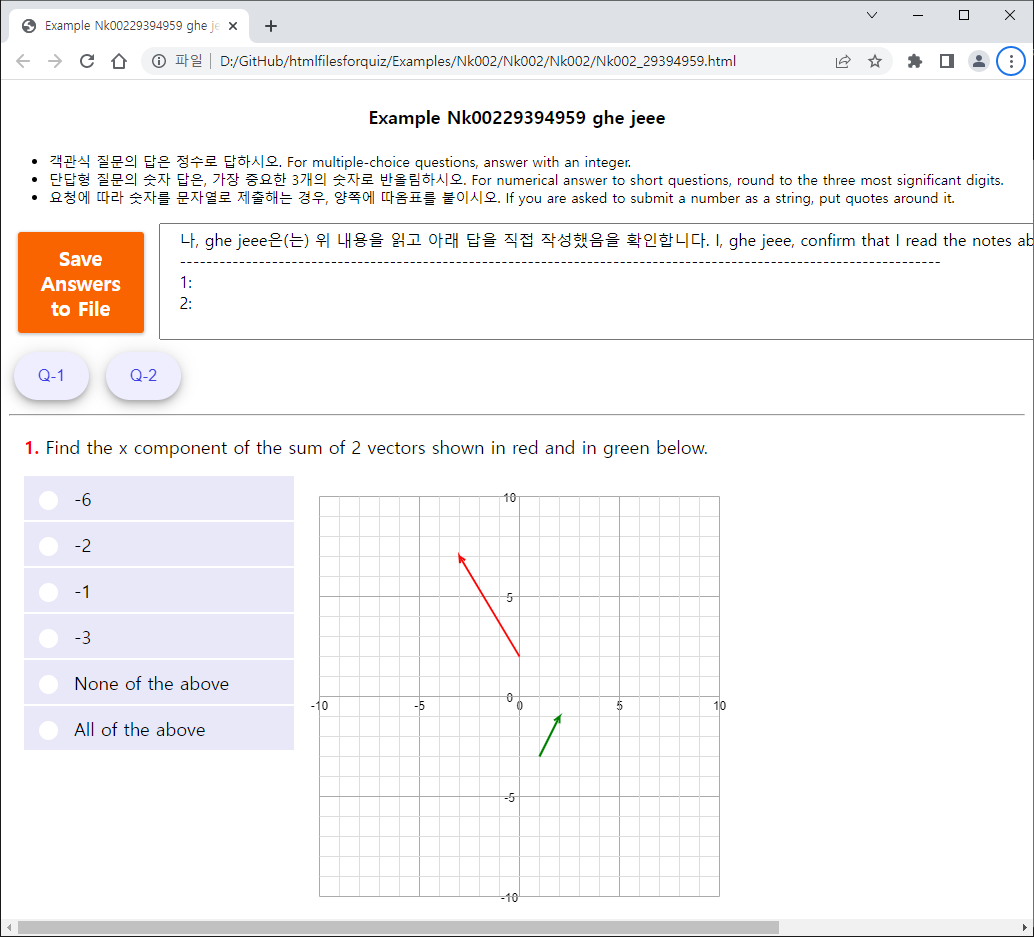 Example Nk00229394959 ghe je
파일 | D:/GitHub/htmlfilesforquiz/Examples/Nk002/Nk002/Nk002/Nk002_29394959.html
Example Nk00229394959 ghe jeee
객관식 질문의 답은 정수로 답하시오. For multiple-choice questions, answer with an integer.
단답형 질문의 숫자 답은, 가장 중요한 3개의 숫자로 반올림하시오. For numerical answer to short questions, round to the three most significant digits.
요청에 따라 숫자를 문자열로 제출해는 경우, 양쪽에 따옴표를 붙이시오. If you are asked to submit a number as a string, put quotes around it.
Save
Answers
to File
나, ghe jeee은(는) 위 내용을 읽고 아래 답을 직접 작성했음을 확인합니다. I, ghe jeee, confirm that I read the notes ab
------------------------------------------------------------------------------------------------------------------------
1:
2:
Q-1 Q-2
1. Find the x component of the sum of 2 vectors shown in red and in green below.
-6
-2
-1
-3
None of the above
All of the above
10
5
0
-10 -5 0 5 10
-5
-10